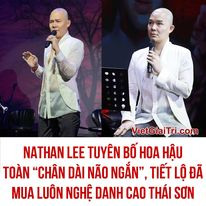 VietGiaiTri.com
NATHAN LEE TUYÊN BỐ HOA HẬU
TOÀN “CHÂN DÀI NÃO NGẮN”, TIẾT LỘ ĐÃ
MUA LUÔN NGHỆ DANH CAO THÁI SƠN